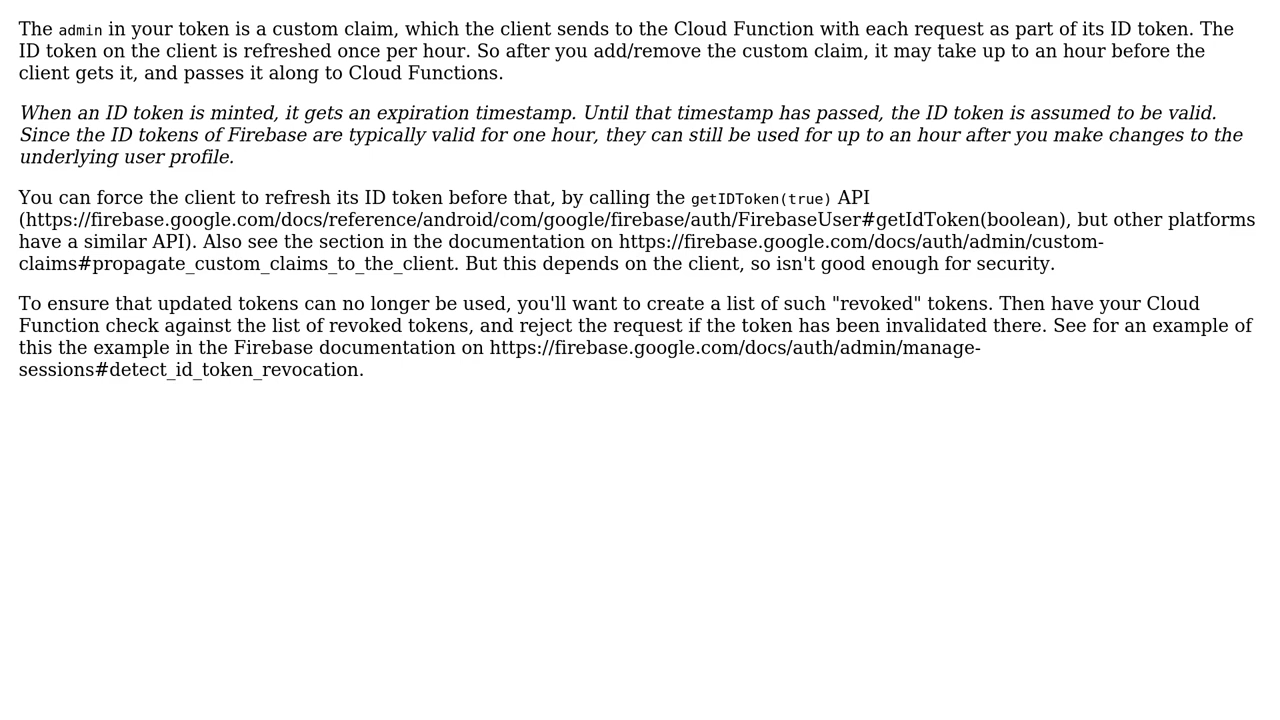 The admin in your token is a custom claim, which the client sends to the Cloud Function with each request as part of its ID token. The
ID token on the client is refreshed once per hour. So after you add/remove the custom claim, it may take up to an hour before the
client gets it, and passes it along to Cloud Functions.
When an ID token is minted, it gets an expiration timestamp. Until that timestamp has passed, the ID token is assumed to be valid.
Since the ID tokens of Firebase are typically valid for one hour, they can still be used for up to an hour after you make changes to the
underlying user profile.
You can force the client to refresh its ID token before that, by calling the getIDToken(true) API
(https://firebase.google.com/docs/reference/android/com/google/firebase/auth/FirebaseUser#getIdToken(boolean), but other platforms
have a similar API). Also see the section in the documentation on https://firebase.google.com/docs/auth/admin/custom-
claims#propagate_custom_claims_to_the_client. But this depends on the client, so isn't good enough for security.
To ensure that updated tokens can no longer be used, you'll want to create a list of such "revoked" tokens. Then have your Cloud
Function check against the list of revoked tokens, and reject the request if the token has been invalidated there. See for an example of
this the example in the Firebase documentation on https://firebase.google.com/docs/auth/admin/manage-
sessions#detect_id_token_revocation.